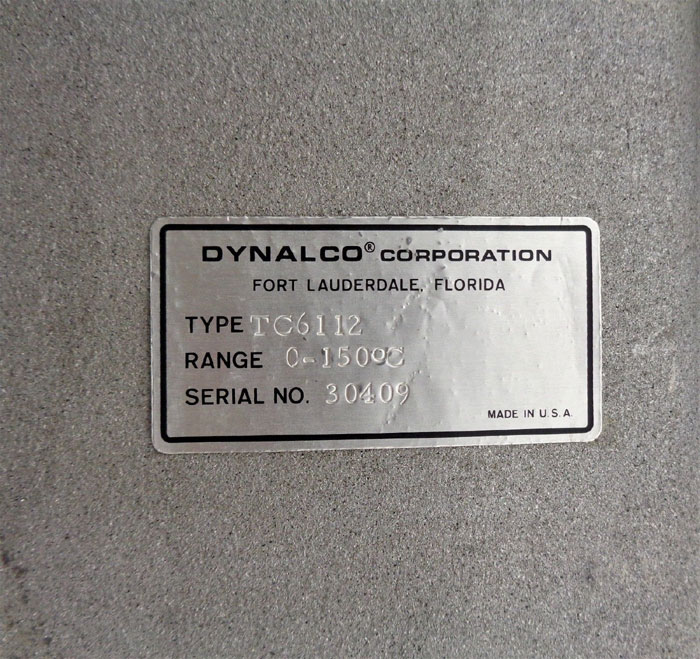 DYNALCO® CORPORATION
FORT LAUDERDALE, FLORIDA
TYPE TC6112
RANGE 0-150°C
SERIAL NO. 30409
MADE IN U.S.A.